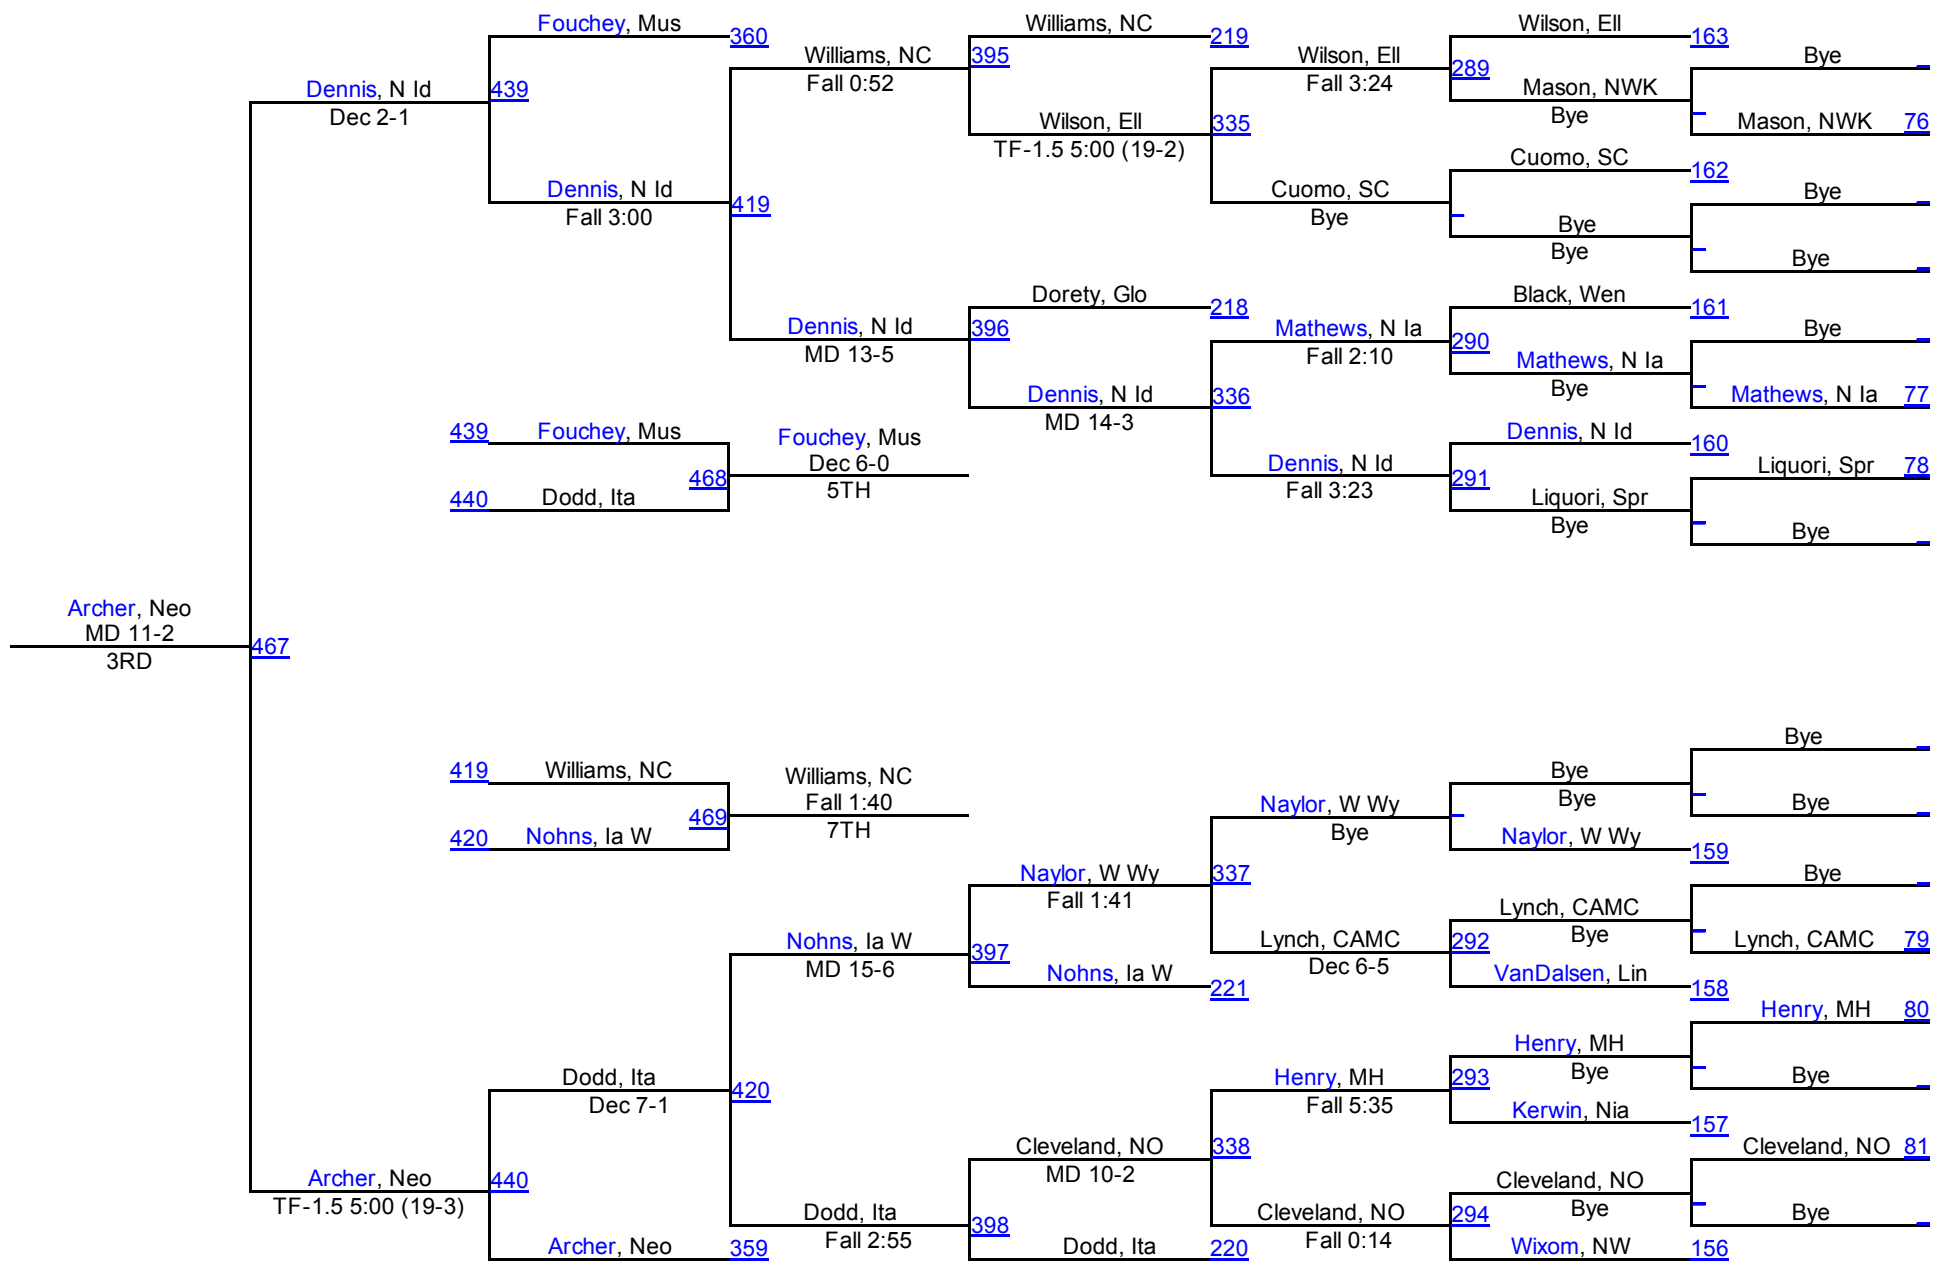 Fouchey, Mus
360
Williams, NC
219
Wilson, Ell
163
Williams, NC
Fall 0:52
395
Wilson, Ell
Fall 3:24
289
Bye
Dennis, N Id
Dec 2-1
439
Mason, NWK
Bye
Wilson, Ell
TF-1.5 5:00 (19-2)
335
Mason, NWK
76
Cuomo, SC
162
Dennis, N Id
Fall 3:00
419
Cuomo, SC
Bye
Bye
Bye
Bye
Bye
Dorety, Glo
218
Black, Wen
161
Dennis, N Id
MD 13-5
396
Mathews, N Ia
Fall 2:10
290
Bye
Mathews, N Ia
Bye
Dennis, N Id
MD 14-3
336
Mathews, N Ia
77
439
Fouchey, Mus
Fouchey, Mus
Dec 6-0
5TH
468
440
Dodd, Ita
Dennis, N Id
160
Dennis, N Id
Fall 3:23
291
Liquori, Spr
78
Liquori, Spr
Bye
Bye
Archer, Neo
MD 11-2
3RD
467
Bye
419
Williams, NC
Williams, NC
Fall 1:40
7TH
469
420
Nohns, Ia W
Bye
Bye
Naylor, W Wy
Bye
Bye
Naylor, W Wy
159
Naylor, W Wy
Fall 1:41
337
Bye
Lynch, CAMC
Bye
Nohns, Ia W
MD 15-6
397
Lynch, CAMC
Dec 6-5
292
Lynch, CAMC
79
Nohns, Ia W
221
VanDalsen, Lin
158
Henry, MH
80
Henry, MH
Bye
Dodd, Ita
Dec 7-1
420
Henry, MH
Fall 5:35
293
Bye
Kerwin, Nia
157
Cleveland, NO
MD 10-2
338
Cleveland, NO
81
Archer, Neo
TF-1.5 5:00 (19-3)
440
Cleveland, NO
Bye
Dodd, Ita
Fall 2:55
398
Cleveland, NO
Fall 0:14
294
Bye
Archer, Neo
359
Dodd, Ita
220
Wixom, NW
156